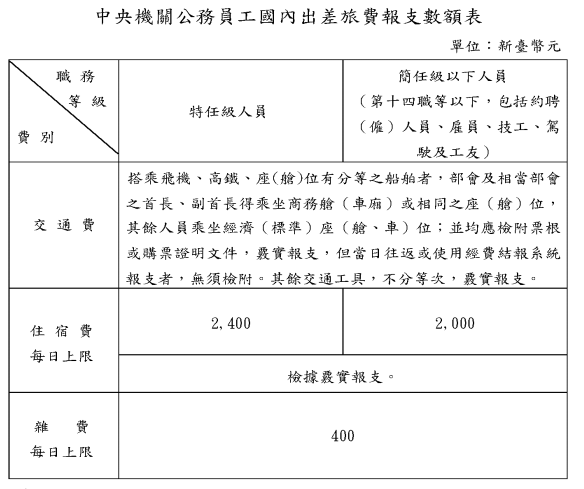 中央機關公務員工國內出差旅費報支數額表
單位：新臺幣元
職務
等級
費別
特任級人員
簡任級以下人員
（第十四職等以下，包括約聘
（僱）人員、雇員、技工、駕
駛及工友）
交通費
搭乘飛機、高鐵、座(艙)位有分等之船舶者，部會及相當部會
之首長、副首長得乘坐商務艙（車廂）或相同之座（艙）位，
其餘人員乘坐經濟（標準）座（艙、車）位；並均應檢附票根
或購票證明文件，覈實報支，但當日往返或使用經費結報系統
報支者，無須檢附。其餘交通工具，不分等次，覈實報支。
住宿費
每日上限
2,400
2,000
檢據覈實報支。
雜費
每日上限
400